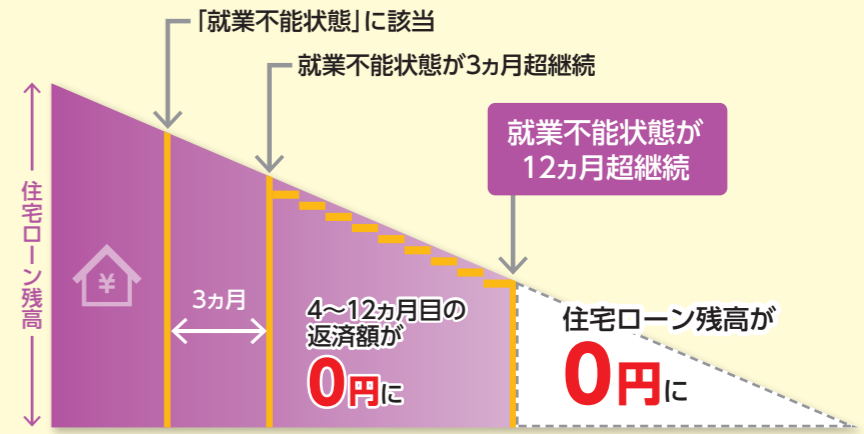 「就業不能状態」に該当
就業不能状態が3ヵ月超継続
就業不能状態が
12ヵ月超継続
住宅ローン残高
¥
3ヵ月
4〜12ヵ月目の
返済額が
0円に
住宅ローン残高が
0円に